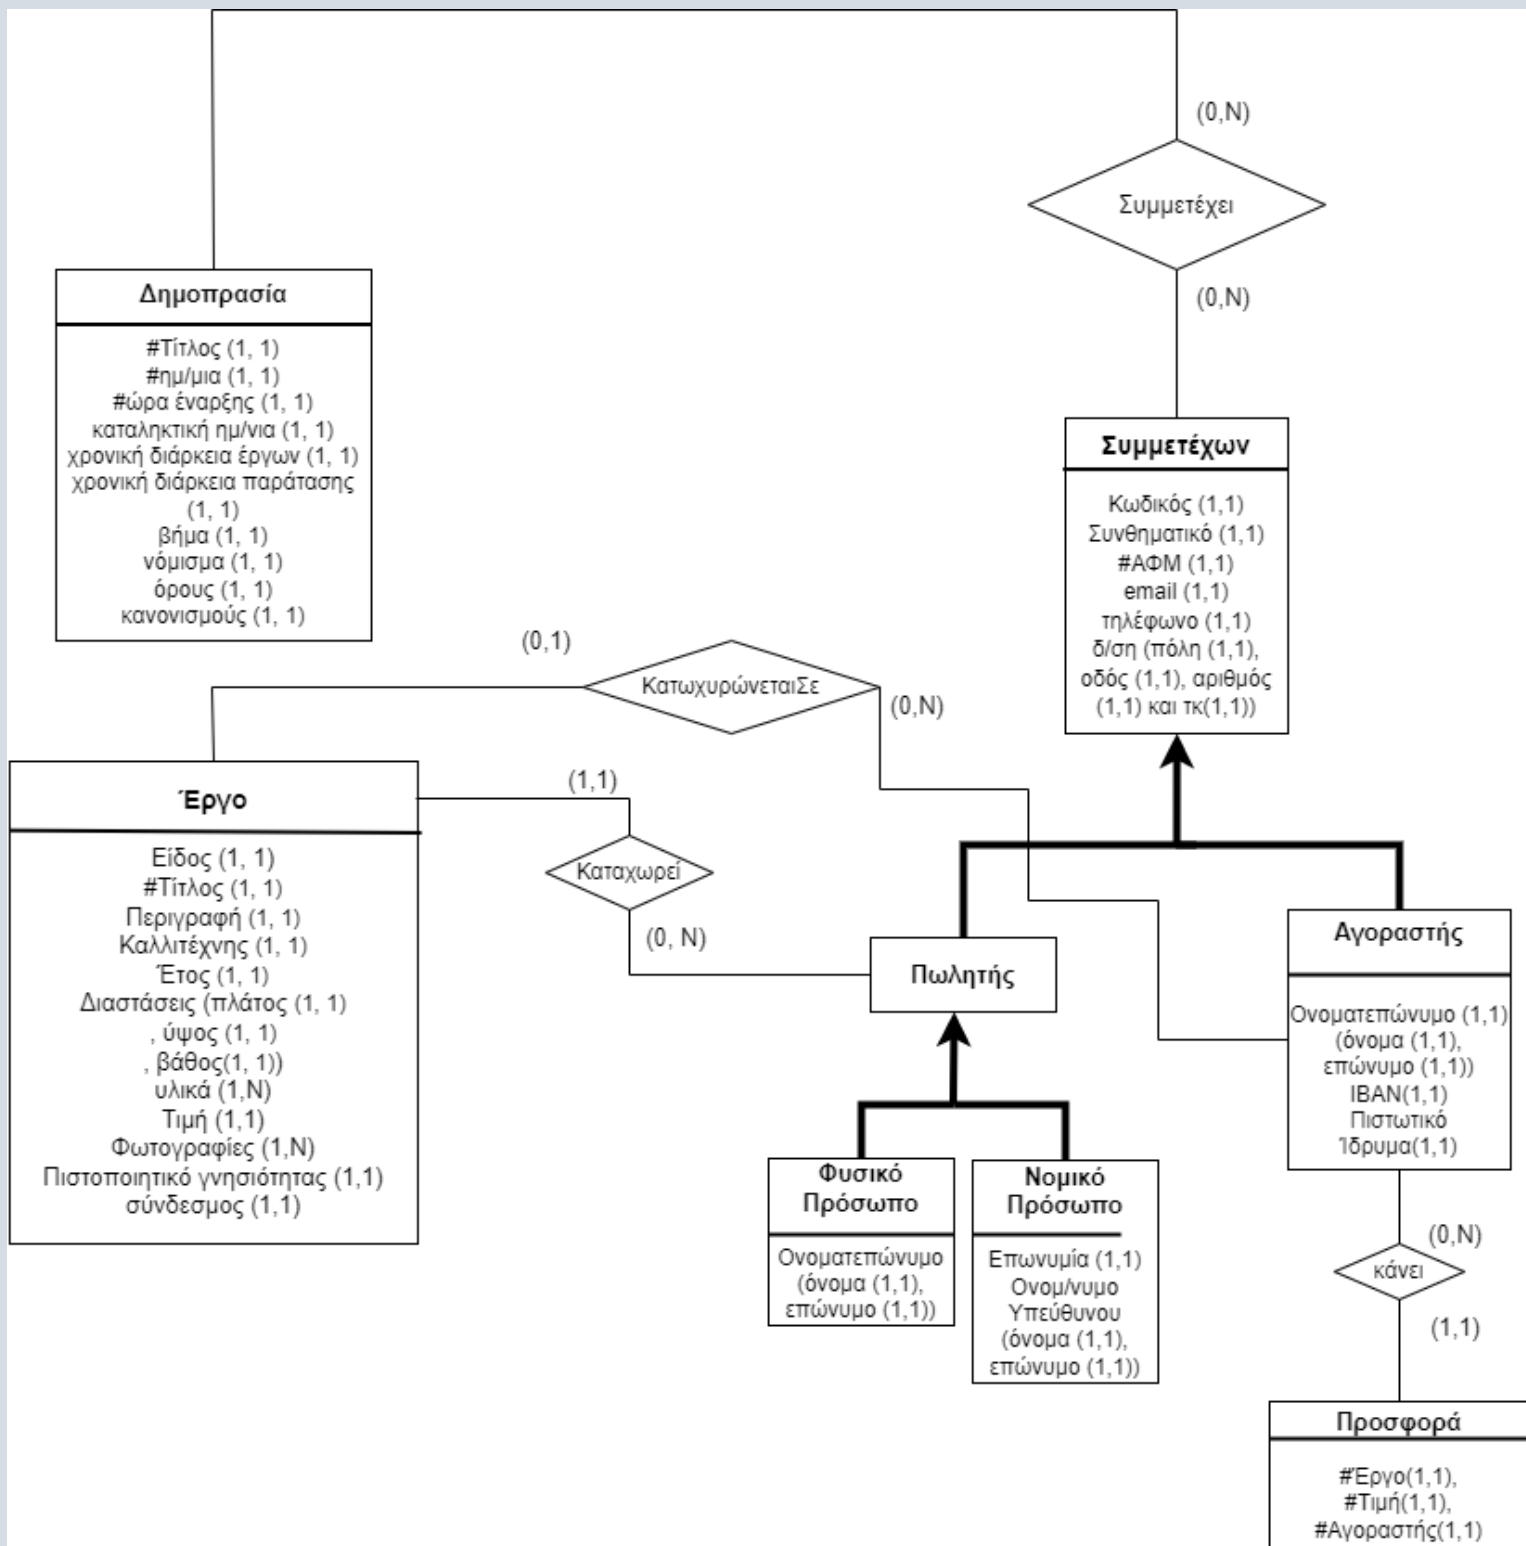 (0,N)
Συμμετέχει
(0,N)
Δημοπρασία
#Τίτλος (1, 1)
#ημ/μια (1, 1)
#ώρα έναρξης (1, 1)
καταληκτική ημ/νια (1, 1)
χρονική διάρκεια έργων (1, 1)
χρονική διάρκεια παράτασης
(1, 1)
βήμα (1, 1)
νόμισμα (1, 1)
όρους (1, 1)
κανονισμούς (1, 1)
Συμμετέχων
Κωδικός (1,1)
Συνθηματικό (1,1)
#ΑΦΜ (1,1)
email (1,1)
τηλέφωνο (1,1)
δ/ση (πόλη (1,1),
οδός (1,1), αριθμός
(1,1) και τκ(1,1))
(0,1)
ΚατωχυρώνεταιΣε
(0,N)
Έργο
Είδος (1, 1)
#Τίτλος (1, 1)
Περιγραφή (1, 1)
Καλλιτέχνης (1, 1)
Έτος (1, 1)
Διαστάσεις (πλάτος (1, 1)
, ύψος (1, 1)
, βάθος(1, 1))
υλικά (1,N)
Τιμή (1,1)
Φωτογραφίες (1,N)
Πιστοποιητικό γνησιότητας (1,1)
σύνδεσμος (1,1)
(1,1)
Καταχωρεί
(0, N)
Πωλητής
Αγοραστής
Ονοματεπώνυμο (1,1)
(όνομα (1,1),
επώνυμο (1,1))
IBAN(1,1)
Πιστωτικό
Ίδρυμα(1,1)
Φυσικό
Πρόσωπο
Ονοματεπώνυμο
(όνομα (1,1),
επώνυμο (1,1))
Νομικό
Πρόσωπο
Επωνυμία (1,1)
Ονομ/νυμο
Υπεύθυνου
(όνομα (1,1),
επώνυμο (1,1))
(0,N)
κάνει
(1,1)
Προσφορά
#Έργο(1,1),
#Τιμή(1,1),
#Αγοραστής(1,1)